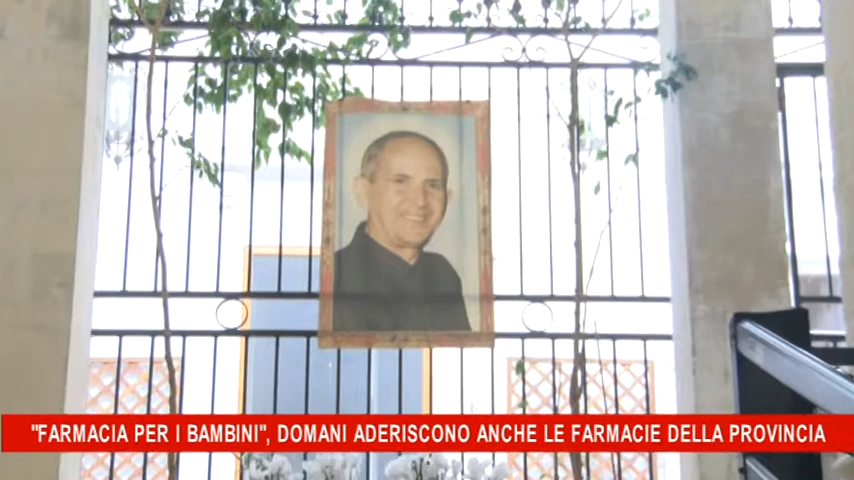 "FARMACIA PER I BAMBINI", DOMANI ADERISCONO ANCHE LE FARMACIE DELLA PROVINCIA